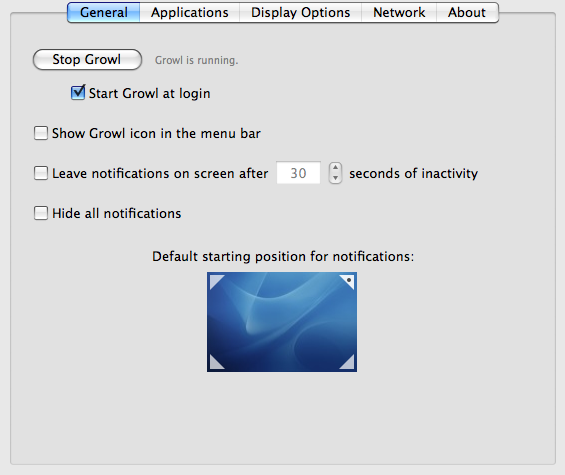 General Applications Display Options Network About
Stop Growl Growl is running.
Start Growl at login
Show Growl icon in the menu bar
Leave notifications on screen after 30 seconds of inactivity
Hide all notifications
Default starting position for notifications: